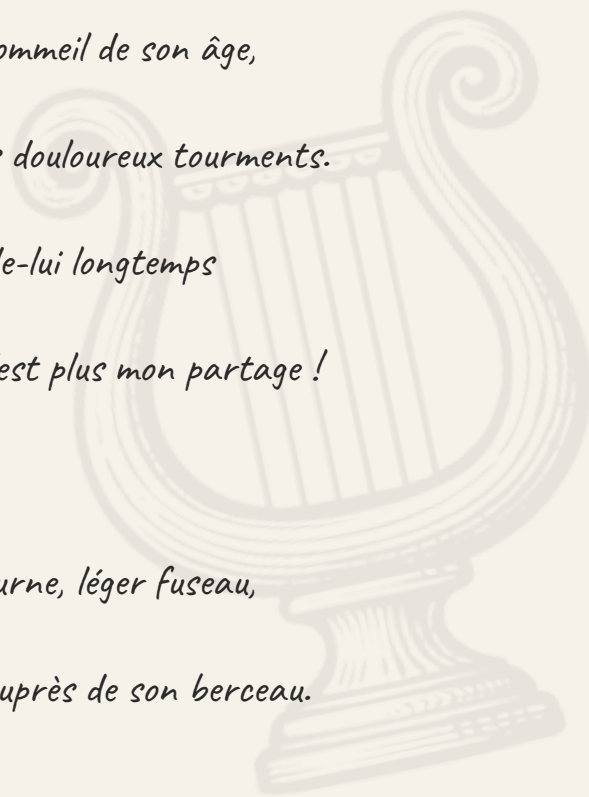 ommeil de son âge,
douloureux tourments.
le-lui longtemps
est plus mon partage !
urne, léger fuseau,
uprès de son berceau.